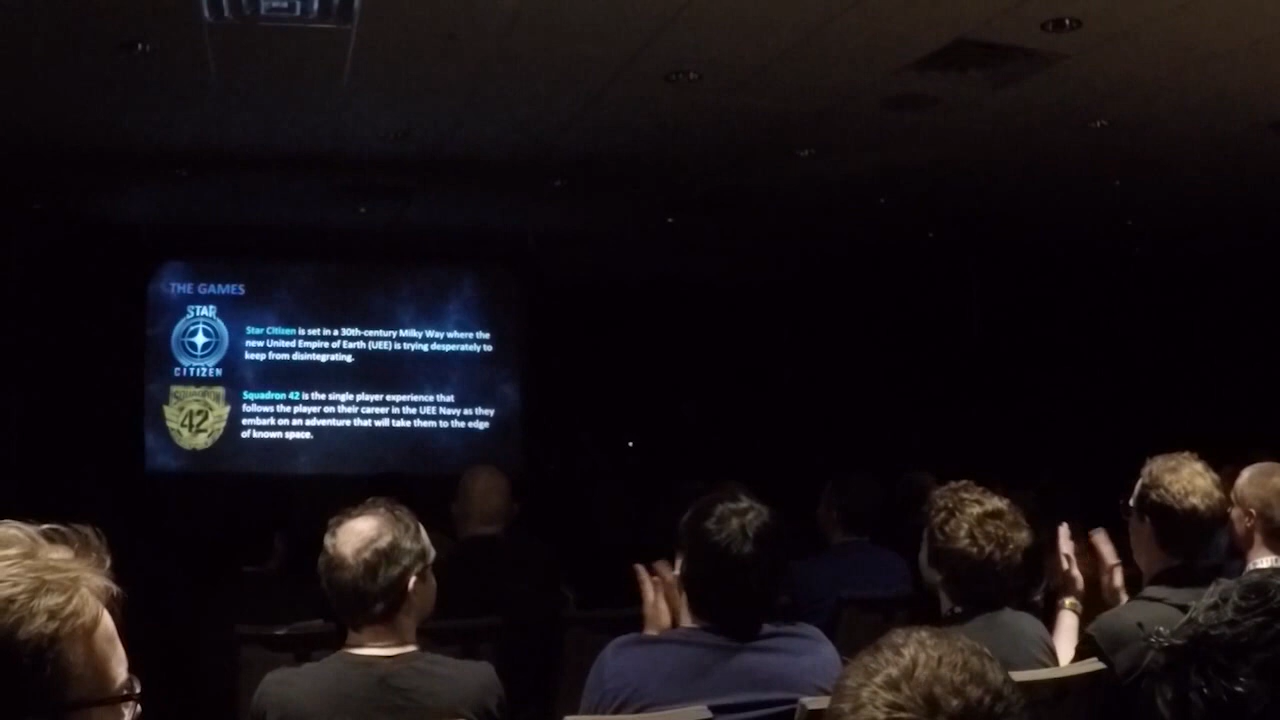 THE GAMES
STAR
CITIZEN
Star Citizen is set in a 30th-century Milky Way where the
new United Empire of Earth (UEE) is trying desperately to
keep from disintegrating.
SQUADRON
42
Squadron 42 is the single player experience that
follows the player on their career in the UEE Navy as they
embark on an adventure that will take them to the edge
of known space.